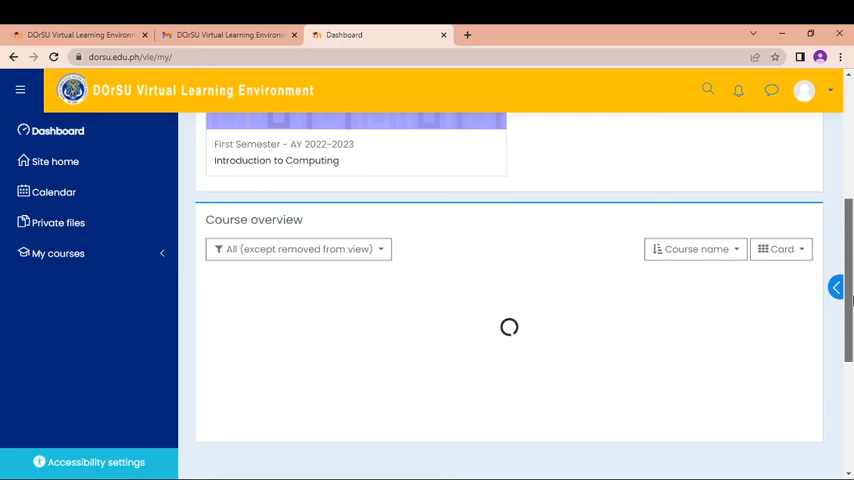 DOrSU Virtual Learning Environm
DOrSU Virtual Learning Environm
Dashboard
dorsu.edu.ph/vle/my/
DOrSU Virtual Learning Environment
Dashboard
Site home
Calendar
Private files
My courses
Accessibility settings
First Semester - AY 2022-2023
Introduction to Computing
Course overview
All (except removed from view)
Course name
Card